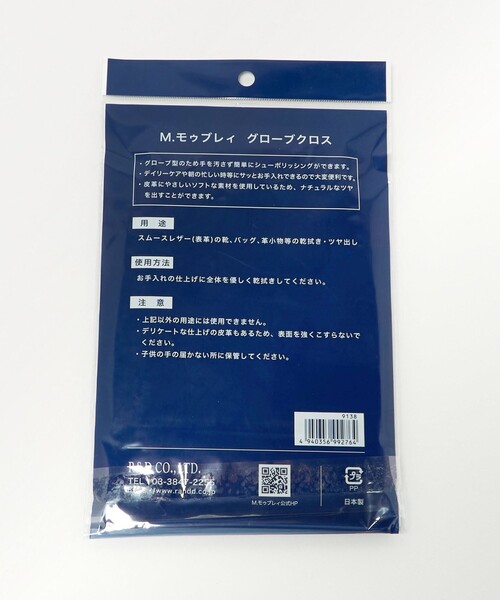 M.モゥブレィ グローブクロス
・グローブ型のため手を汚さず簡単にシューポリッシングができます。
・デイリーケアや朝の忙しい時等にサッとお手入れできるので大変便利です。
・皮革にやさしいソフトな素材を使用しているため、ナチュラルなツヤ
を出すことができます。
用 途
スムースレザー(表革)の靴、バッグ、革小物等の乾拭き・ツヤ出し
使用方法
お手入れの仕上げに全体を優しく乾拭きしてください。
注 意
・上記以外の用途には使用できません。
・デリケートな仕上げの皮革もあるため、表面を強くこすらないで
ください。
・子供の手の届かない所に保管してください。
9138
4 940356 992764
R&D CO.,LTD.
TEL 03-3847-2255
http://www.randd.co.jp
M.モゥブレィ公式HP
PP
日本製